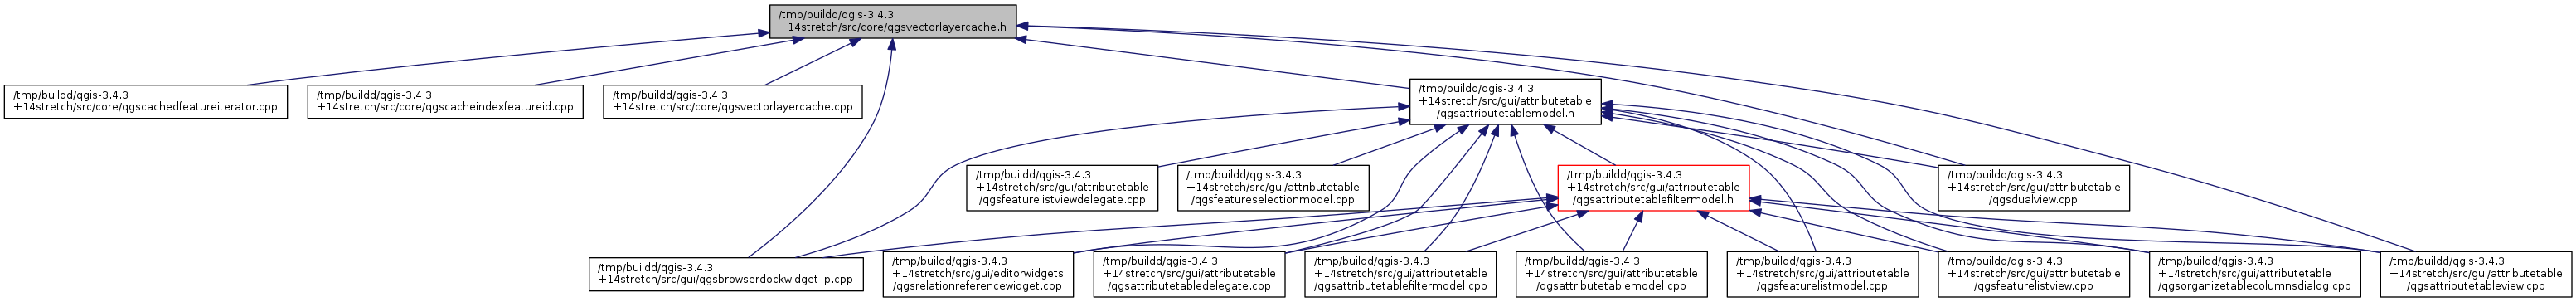 /tmp/buildd/qgis-3.4.3
+14stretch/src/core/qgsvectorlayercache.h
/tmp/buildd/qgis-3.4.3
+14stretch/src/core/qgscachedfeatureiterator.cpp
/tmp/buildd/qgis-3.4.3
+14stretch/src/core/qgscacheindexfeatureid.cpp
/tmp/buildd/qgis-3.4.3
+14stretch/src/core/qgsvectorlayercache.cpp
/tmp/buildd/qgis-3.4.3
+14stretch/src/gui/attributetable
/qgsattributetablemodel.h
/tmp/buildd/qgis-3.4.3
+14stretch/src/gui/attributetable
/qgsfeaturelistviewdelegate.cpp
/tmp/buildd/qgis-3.4.3
+14stretch/src/gui/attributetable
/qgsfeatureselectionmodel.cpp
/tmp/buildd/qgis-3.4.3
+14stretch/src/gui/attributetable
/qgsattributetablefiltermodel.h
/tmp/buildd/qgis-3.4.3
+14stretch/src/gui/attributetable
/qgsdualview.cpp
/tmp/buildd/qgis-3.4.3
+14stretch/src/gui/qgsbrowserdockwidget_p.cpp
/tmp/buildd/qgis-3.4.3
+14stretch/src/gui/editorwidgets
/qgsrelationreferencewidget.cpp
/tmp/buildd/qgis-3.4.3
+14stretch/src/gui/attributetable
/qgsattributetabledelegate.cpp
/tmp/buildd/qgis-3.4.3
+14stretch/src/gui/attributetable
/qgsattributetablefiltermodel.cpp
/tmp/buildd/qgis-3.4.3
+14stretch/src/gui/attributetable
/qgsattributetablemodel.cpp
/tmp/buildd/qgis-3.4.3
+14stretch/src/gui/attributetable
/qgsfeaturelistmodel.cpp
/tmp/buildd/qgis-3.4.3
+14stretch/src/gui/attributetable
/qgsfeaturelistview.cpp
/tmp/buildd/qgis-3.4.3
+14stretch/src/gui/attributetable
/qgsorganizetablecolumnsdialog.cpp
/tmp/buildd/qgis-3.4.3
+14stretch/src/gui/attributetable
/qgsattributetableview.cpp